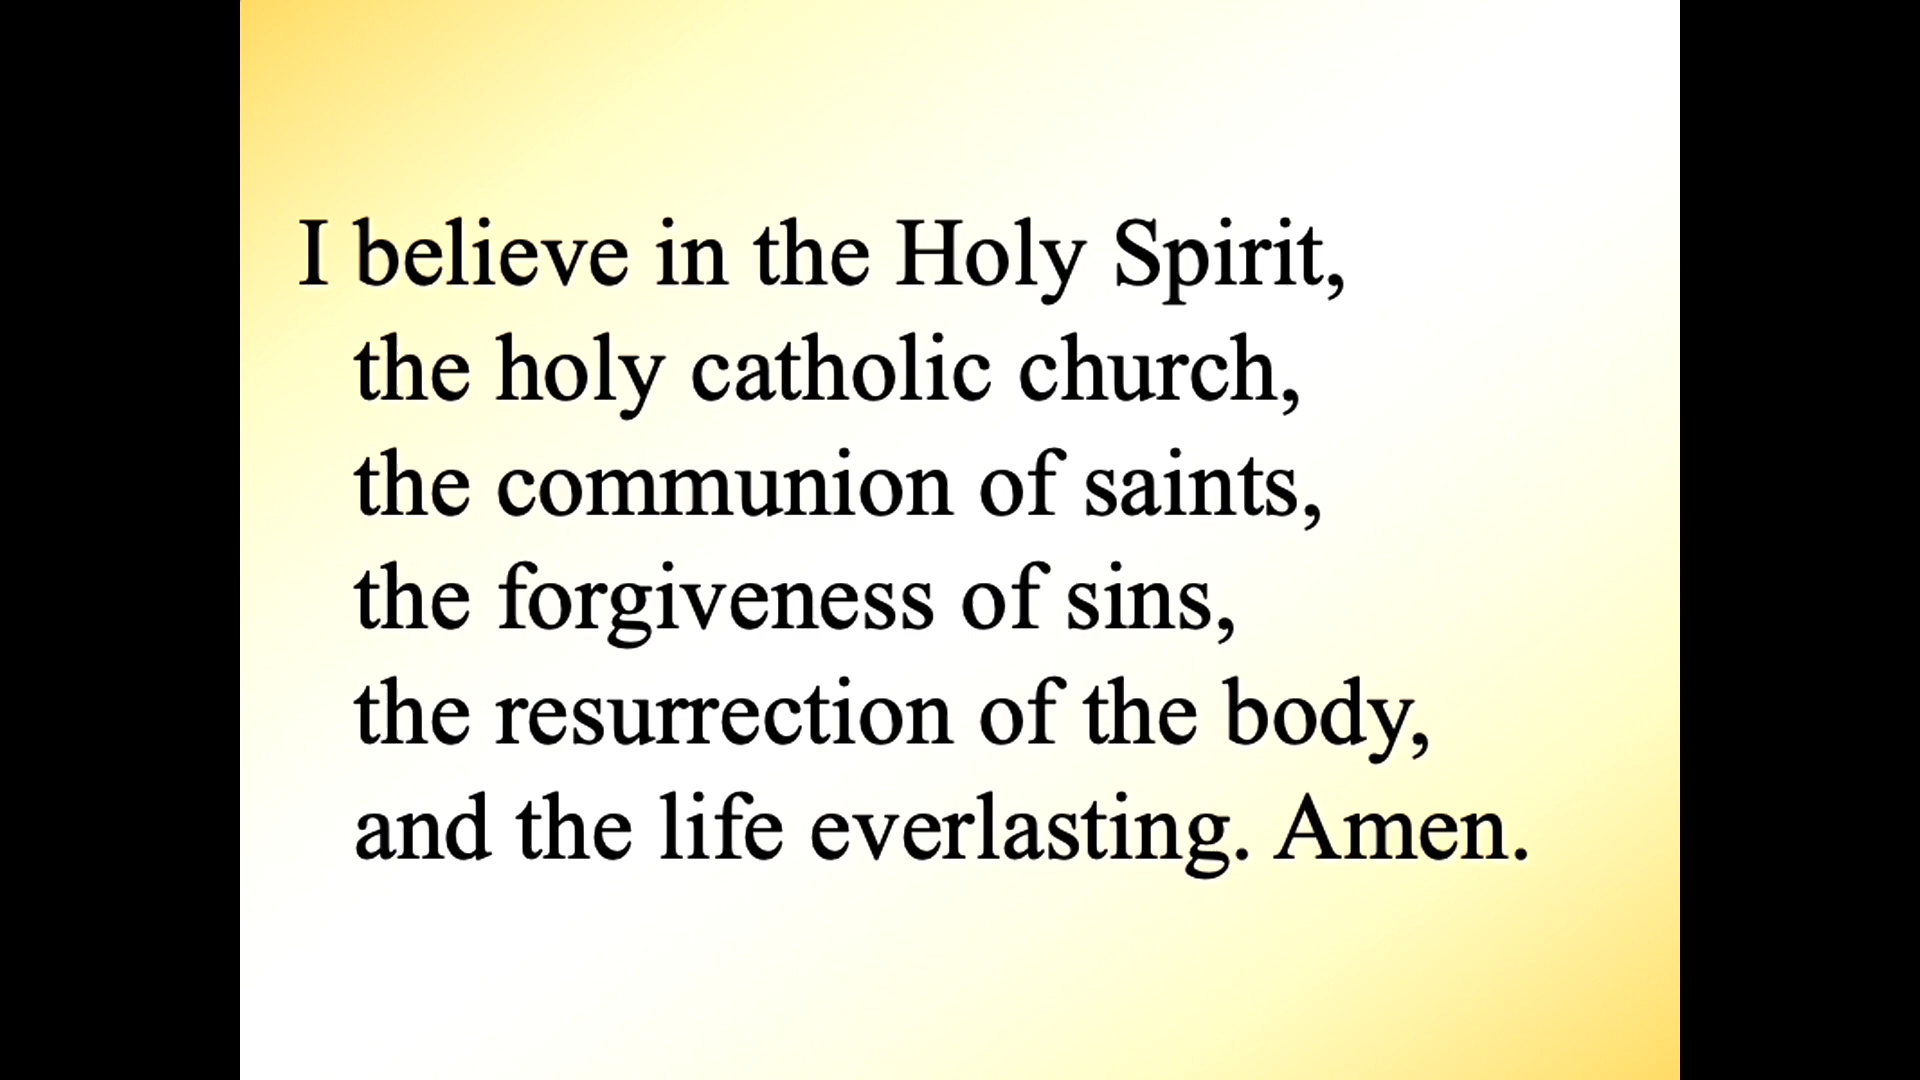 I believe in the Holy Spirit,
the holy catholic church,
the communion of saints,
the forgiveness of sins,
the resurrection of the body,
and the life everlasting. Amen.